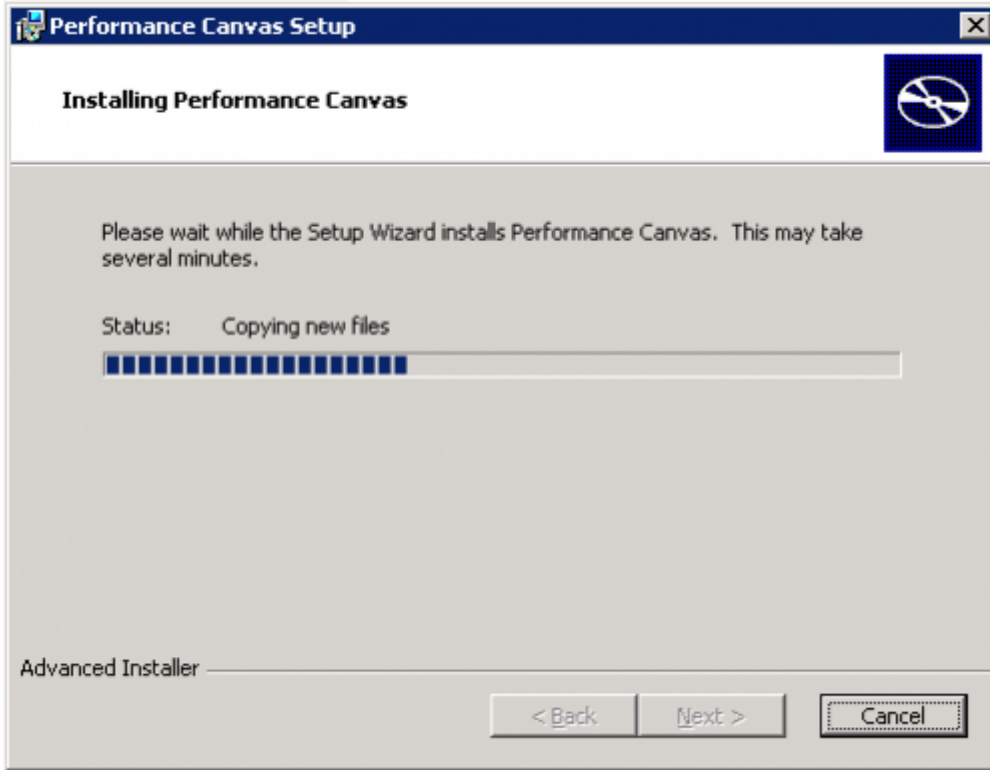 Performance Canvas Setup
Installing Performance Canvas
Please wait while the Setup Wizard installs Performance Canvas. This may take
several minutes.
Status: Copying new files
Advanced Installer
< Back Next > Cancel